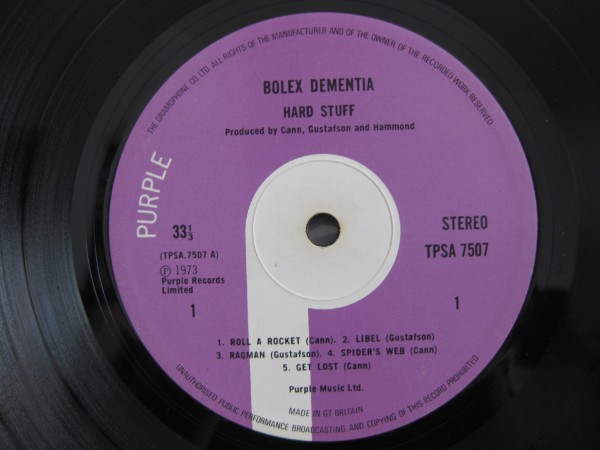 THE GRAMOPHONE CO LTD ALL RIGHTS OF THE MANUFACTURER AND OF THE OWNER OF THE RECORDED WORK RESERVED
BOLEX DEMENTIA
HARD STUFF
Produced by Cann, Gustafson and Hammond
PURPLE
33⅓
STEREO
(TPSA.7507 A)
TPSA 7507
Ⓟ 1973
Purple Records
Limited
1
1
1. ROLL A ROCKET (Cann). 2. LIBEL (Gustafson)
3. RAGMAN (Gustafson). 4. SPIDER'S WEB (Cann)
5. GET LOST (Cann)
Purple Music Ltd.
MADE IN GT BRITAIN
UNAUTHORISED PUBLIC PERFORMANCE BROADCASTING AND COPYING OF THIS RECORD PROHIBITED